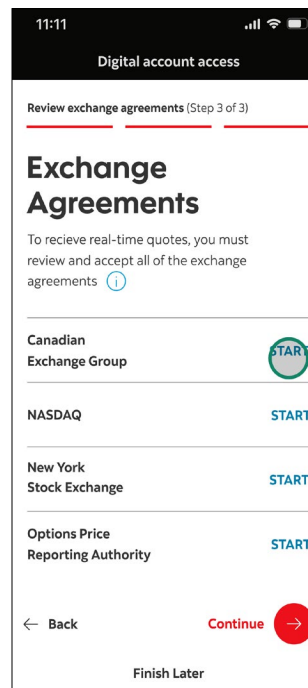 11:11
Digital account access
Review exchange agreements (Step 3 of 3)
Exchange
Agreements
To recieve real-time quotes, you must
review and accept all of the exchange
agreements i
Canadian
Exchange Group
START
NASDAQ
START
New York
Stock Exchange
START
Options Price
Reporting Authority
START
← Back
Continue →
Finish Later